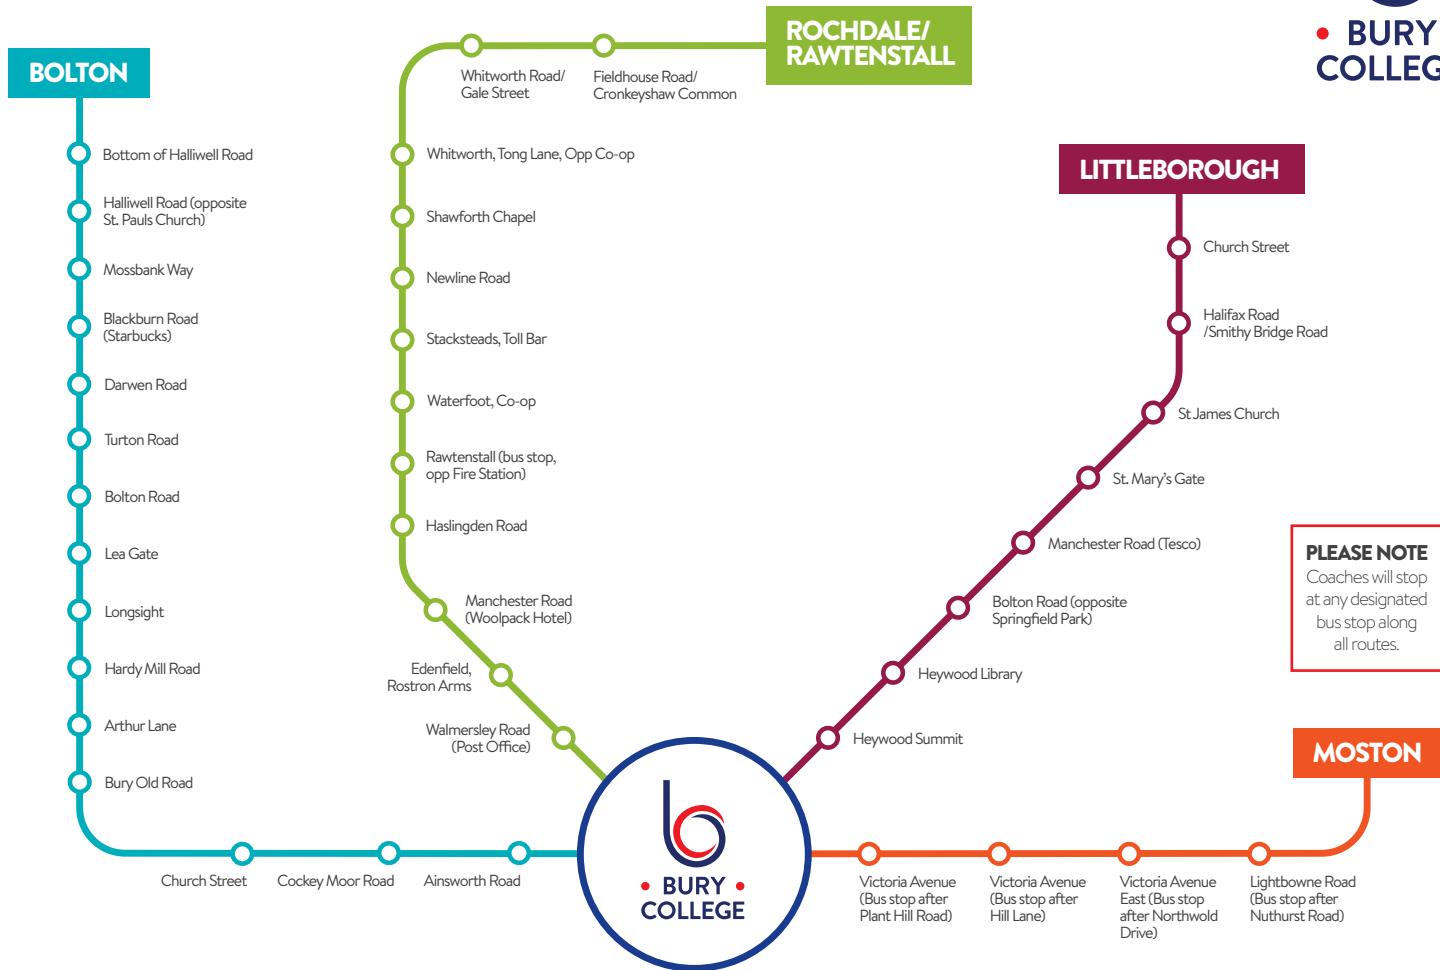 BOLTON
Bottom of Halliwell Road
Halliwell Road (opposite
St. Pauls Church)
Mossbank Way
Blackburn Road
(Starbucks)
Darwen Road
Turton Road
Bolton Road
Lea Gate
Longsight
Hardy Mill Road
Arthur Lane
Bury Old Road
Church Street
Cockey Moor Road
Ainsworth Road
ROCHDALE/
RAWTENSTALL
Fieldhouse Road/
Cronkeyshaw Common
Whitworth Road/
Gale Street
Whitworth, Tong Lane, Opp Co-op
Shawforth Chapel
Newline Road
Stacksteads, Toll Bar
Waterfoot, Co-op
Rawtenstall (bus stop,
opp Fire Station)
Haslingden Road
Manchester Road
(Woolpack Hotel)
Edenfield,
Rostron Arms
Walmersley Road
(Post Office)
BURY
COLLEG
LITTLEBOROUGH
Church Street
Halifax Road
/Smithy Bridge Road
St James Church
St. Mary's Gate
Manchester Road (Tesco)
Bolton Road (opposite
Springfield Park)
Heywood Library
Heywood Summit
PLEASE NOTE
Coaches will stop
at any designated
bus stop along
all routes.
MOSTON
Victoria Avenue
(Bus stop after
Plant Hill Road)
Victoria Avenue
(Bus stop after
Hill Lane)
Victoria Avenue
East (Bus stop
after Northwold
Drive)
Lightbowne Road
(Bus stop after
Nuthurst Road)
b
• BURY •
COLLEGE